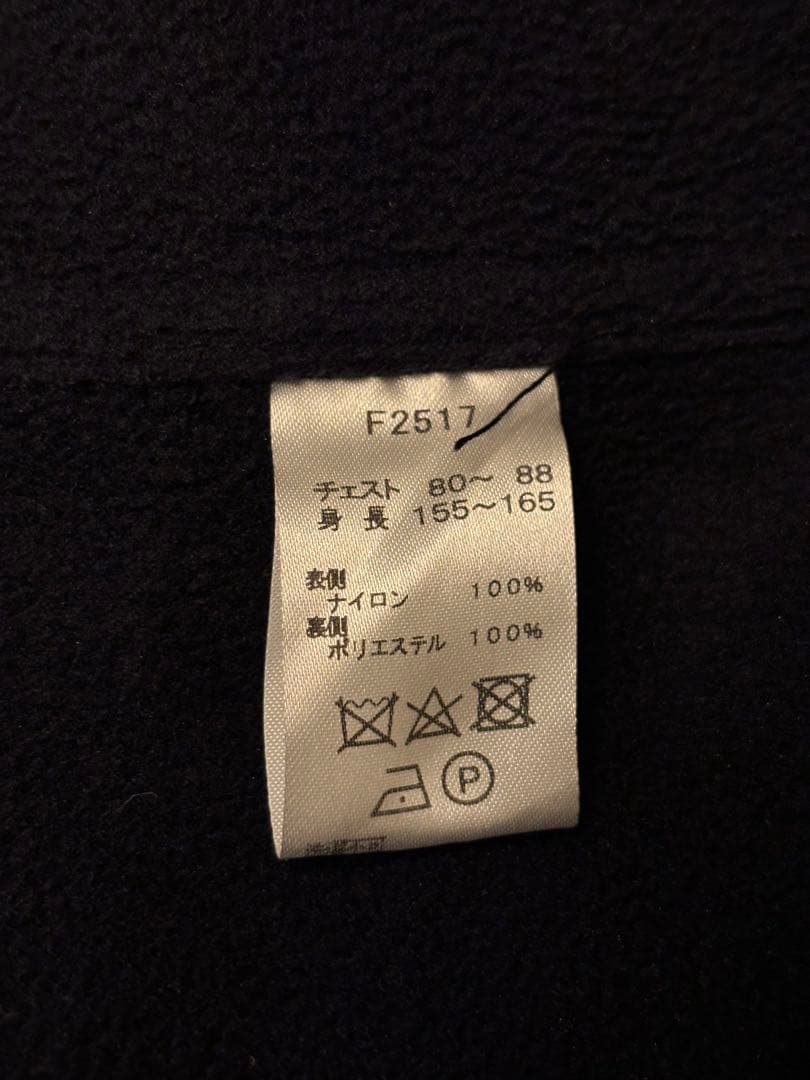 F2517
チェスト 80～ 88
身 長 155～165
表側
ナイロン 100%
裏側
ポリエステル 100%
P